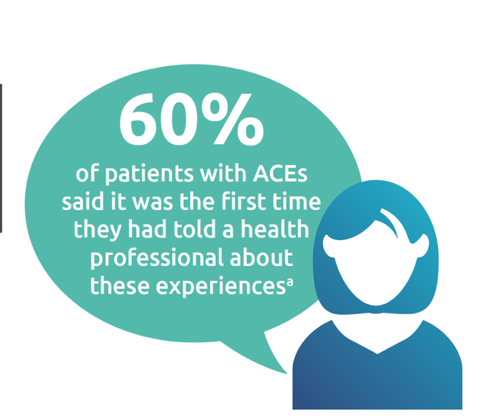 60%
of patients with ACEs
said it was the first time
they had told a health
professional about
these experiencesᵃ